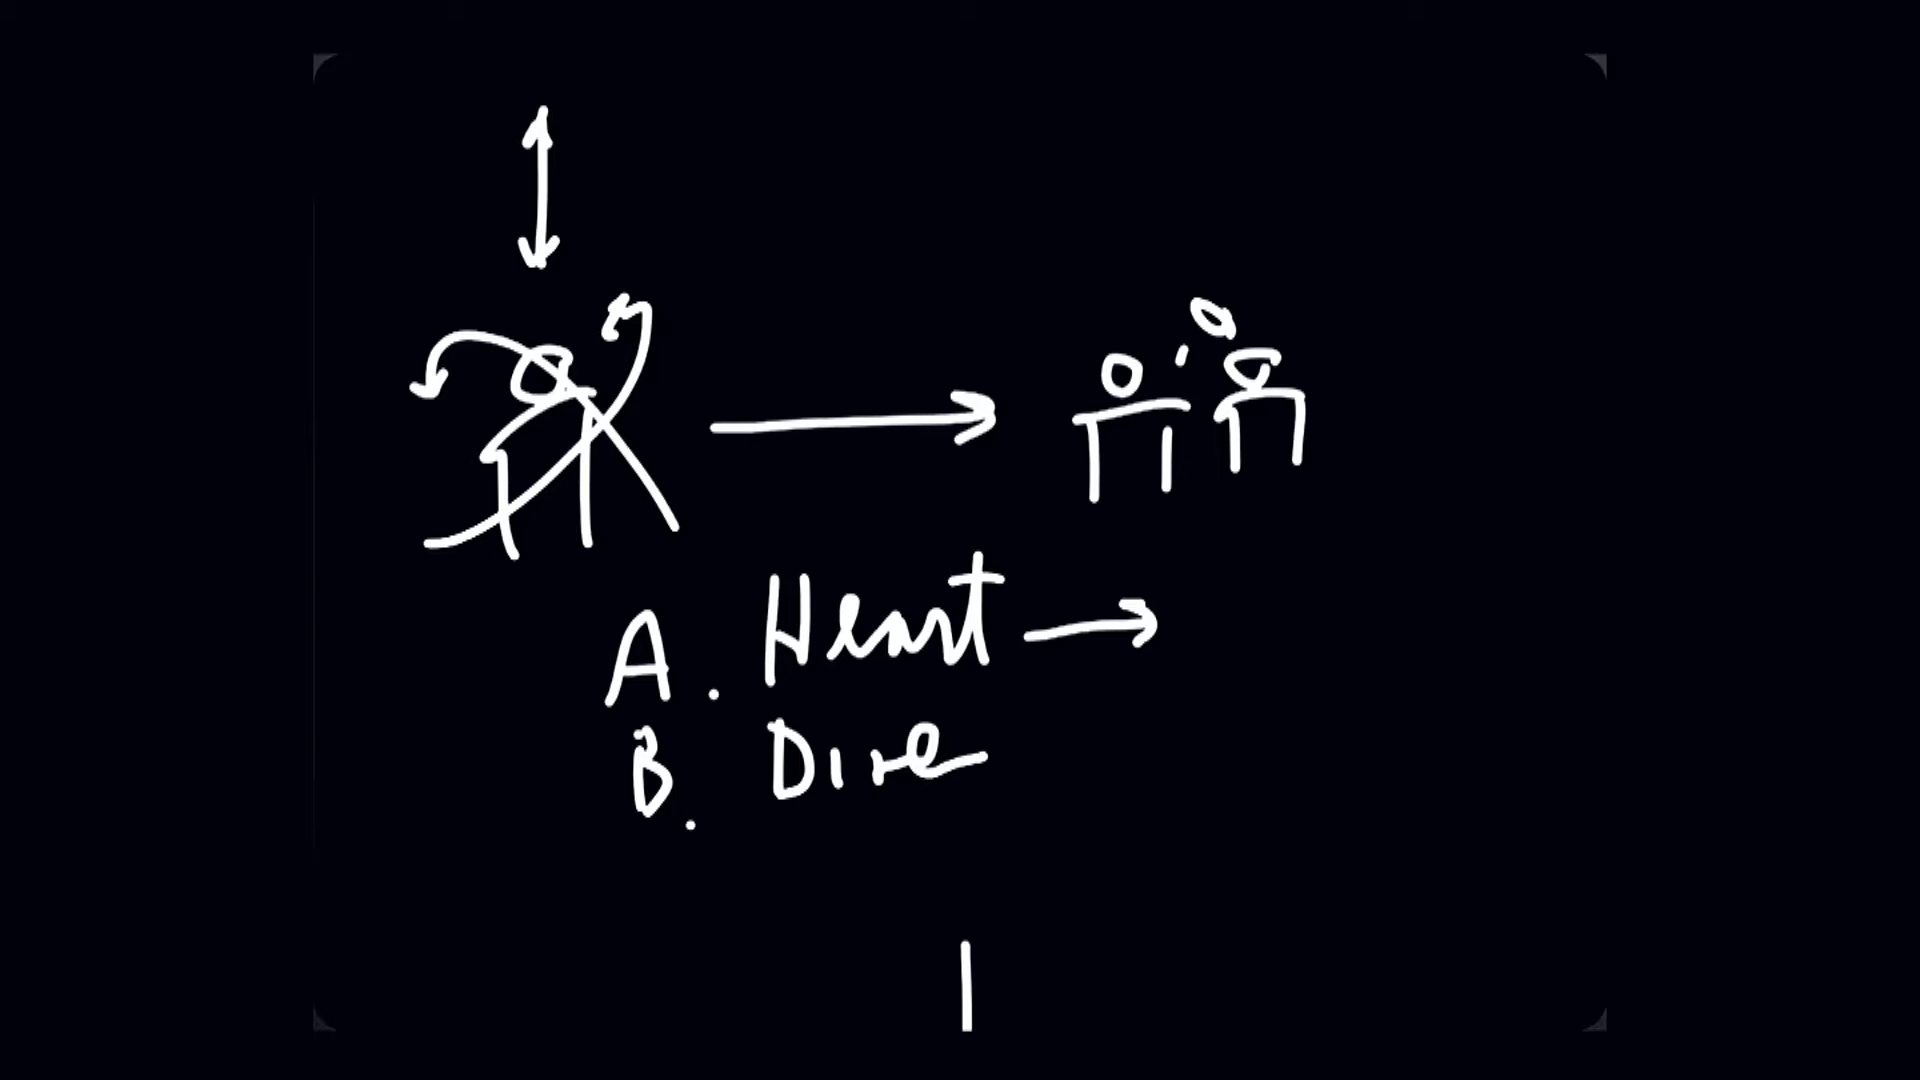 A. Heart →
B. Dire